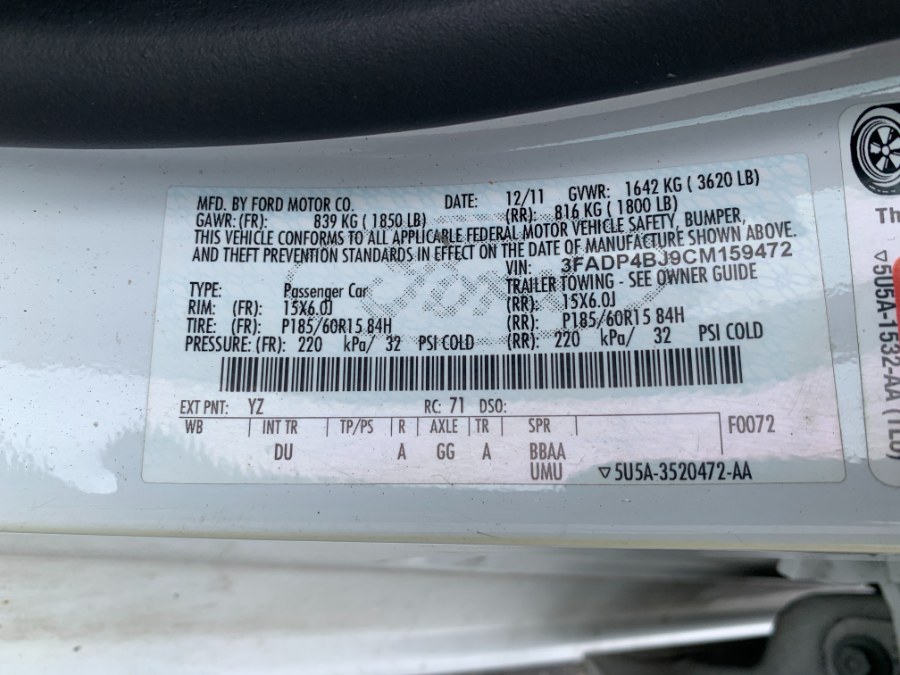 MFD. BY FORD MOTOR CO. DATE: 12/11 GVWR: 1642 KG ( 3620 LB)
GAWR: (FR): 839 KG ( 1850 LB) (RR): 816 KG ( 1800 LB)
THIS VEHICLE CONFORMS TO ALL APPLICABLE FEDERAL MOTOR VEHICLE SAFETY, BUMPER,
AND THEFT PREVENTION STANDARDS IN EFFECT ON THE DATE OF MANUFACTURE SHOWN ABOVE.
VIN: 3FADP4BJ9CM159472
TYPE: Passenger Car TRAILER TOWING - SEE OWNER GUIDE
RIM: (FR): 15X6.0J (RR): 15X6.0J
TIRE: (FR): P185/60R15 84H (RR): P185/60R15 84H
PRESSURE: (FR): 220 kPa/ 32 PSI COLD (RR): 220 kPa/ 32 PSI COLD
EXT PNT: YZ RC: 71 DSO:
WB INT TR TP/PS R AXLE TR SPR F0072
DU A GG A BBAA
UMU ▽5U5A-3520472-AA
Th
▽5U5A-1532-AA (TLD)
Ford